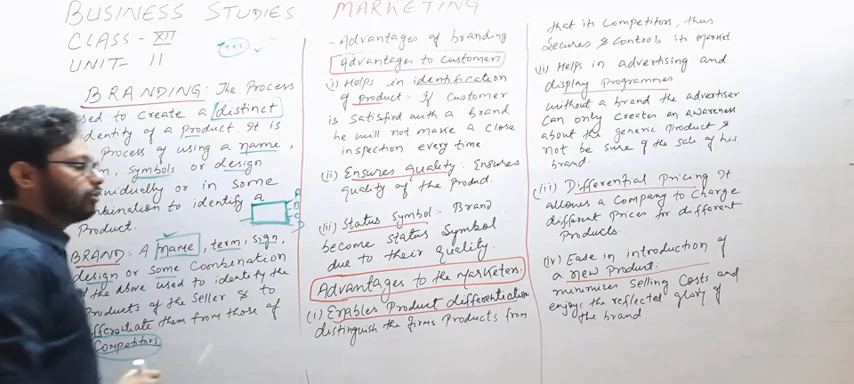 BUSINESS STUDIES
CLASS - XII
UNIT - 11
BRANDING: The Process
used to create a distinct
identity of a product. It is
Process of using a name,
symbols or design
individually or in some
combination to identify a
Product.
BRAND: A name, term, sign,
design or some Combination
of the above used to identify the
Products of the Seller & to
differentiate them from those of
Competitors
A
B
C
D
MARKETING
- Advantages of branding
Advantages to Customers
(i) Helps in identification
of product:- If Customer
is satisfied with a brand
he will not make a close
inspection every time.
(ii) Ensures quality: Ensures
quality of the Product.
(iii) Status Symbol:- Brand
become Status Symbol
due to their quality.
Advantages to the Marketers:
(i) Enables Product differentiation
distinguish the firms Products from
that its Competitors, thus
Secures & Controls its market
(ii) Helps in advertising and
display Programmes
without a brand the advertiser
Can only Creates an awareness
about the generic Product &
not be sure of the sale of his
brand.
(iii) Differential Pricing It
allows a Company to Charge
different Prices for different
Products.
(iv) Ease in introduction of
a new Product:
minimizes Selling Costs and
enjoys the reflected glory of
the brand.